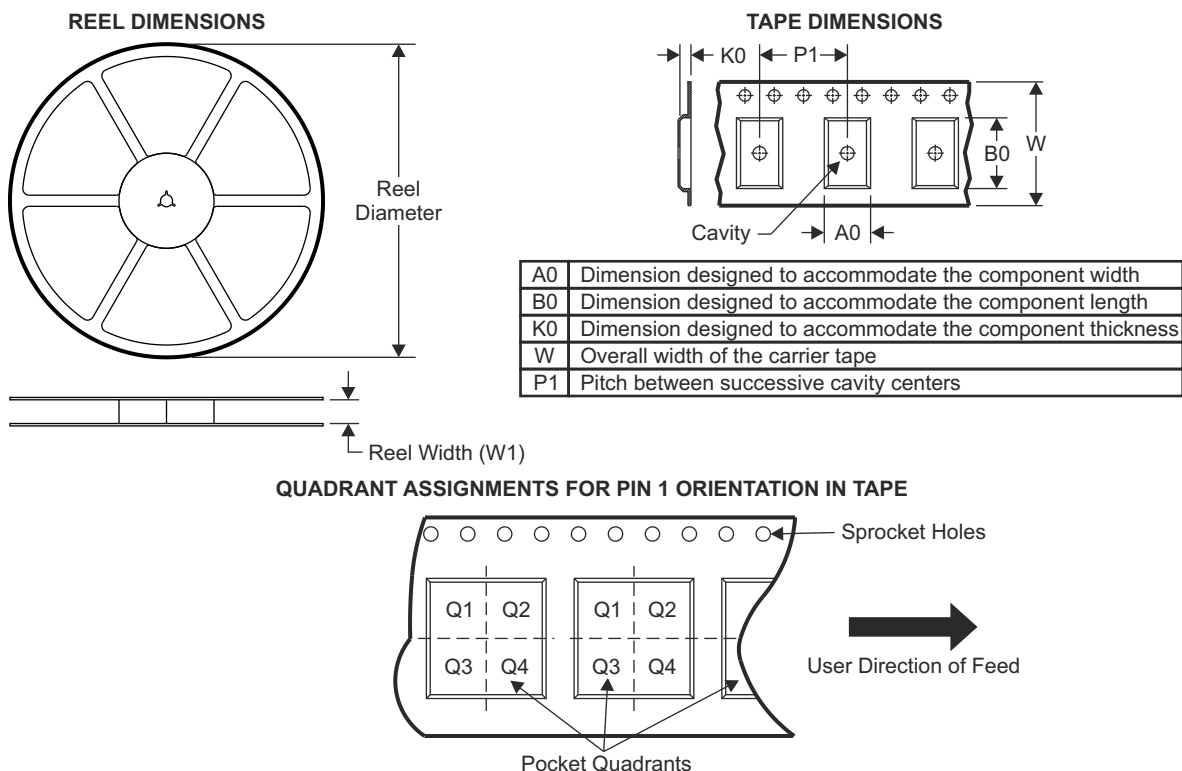 REEL DIMENSIONS
Reel
Diameter
Reel Width (W1)
TAPE DIMENSIONS
K0
P1
W
B0
Cavity
A0
A0 Dimension designed to accommodate the component width
B0 Dimension designed to accommodate the component length
K0 Dimension designed to accommodate the component thickness
W Overall width of the carrier tape
P1 Pitch between successive cavity centers
QUADRANT ASSIGNMENTS FOR PIN 1 ORIENTATION IN TAPE
Sprocket Holes
Q1 Q2 Q1 Q2
Q3 Q4 Q3 Q4
User Direction of Feed
Pocket Quadrants